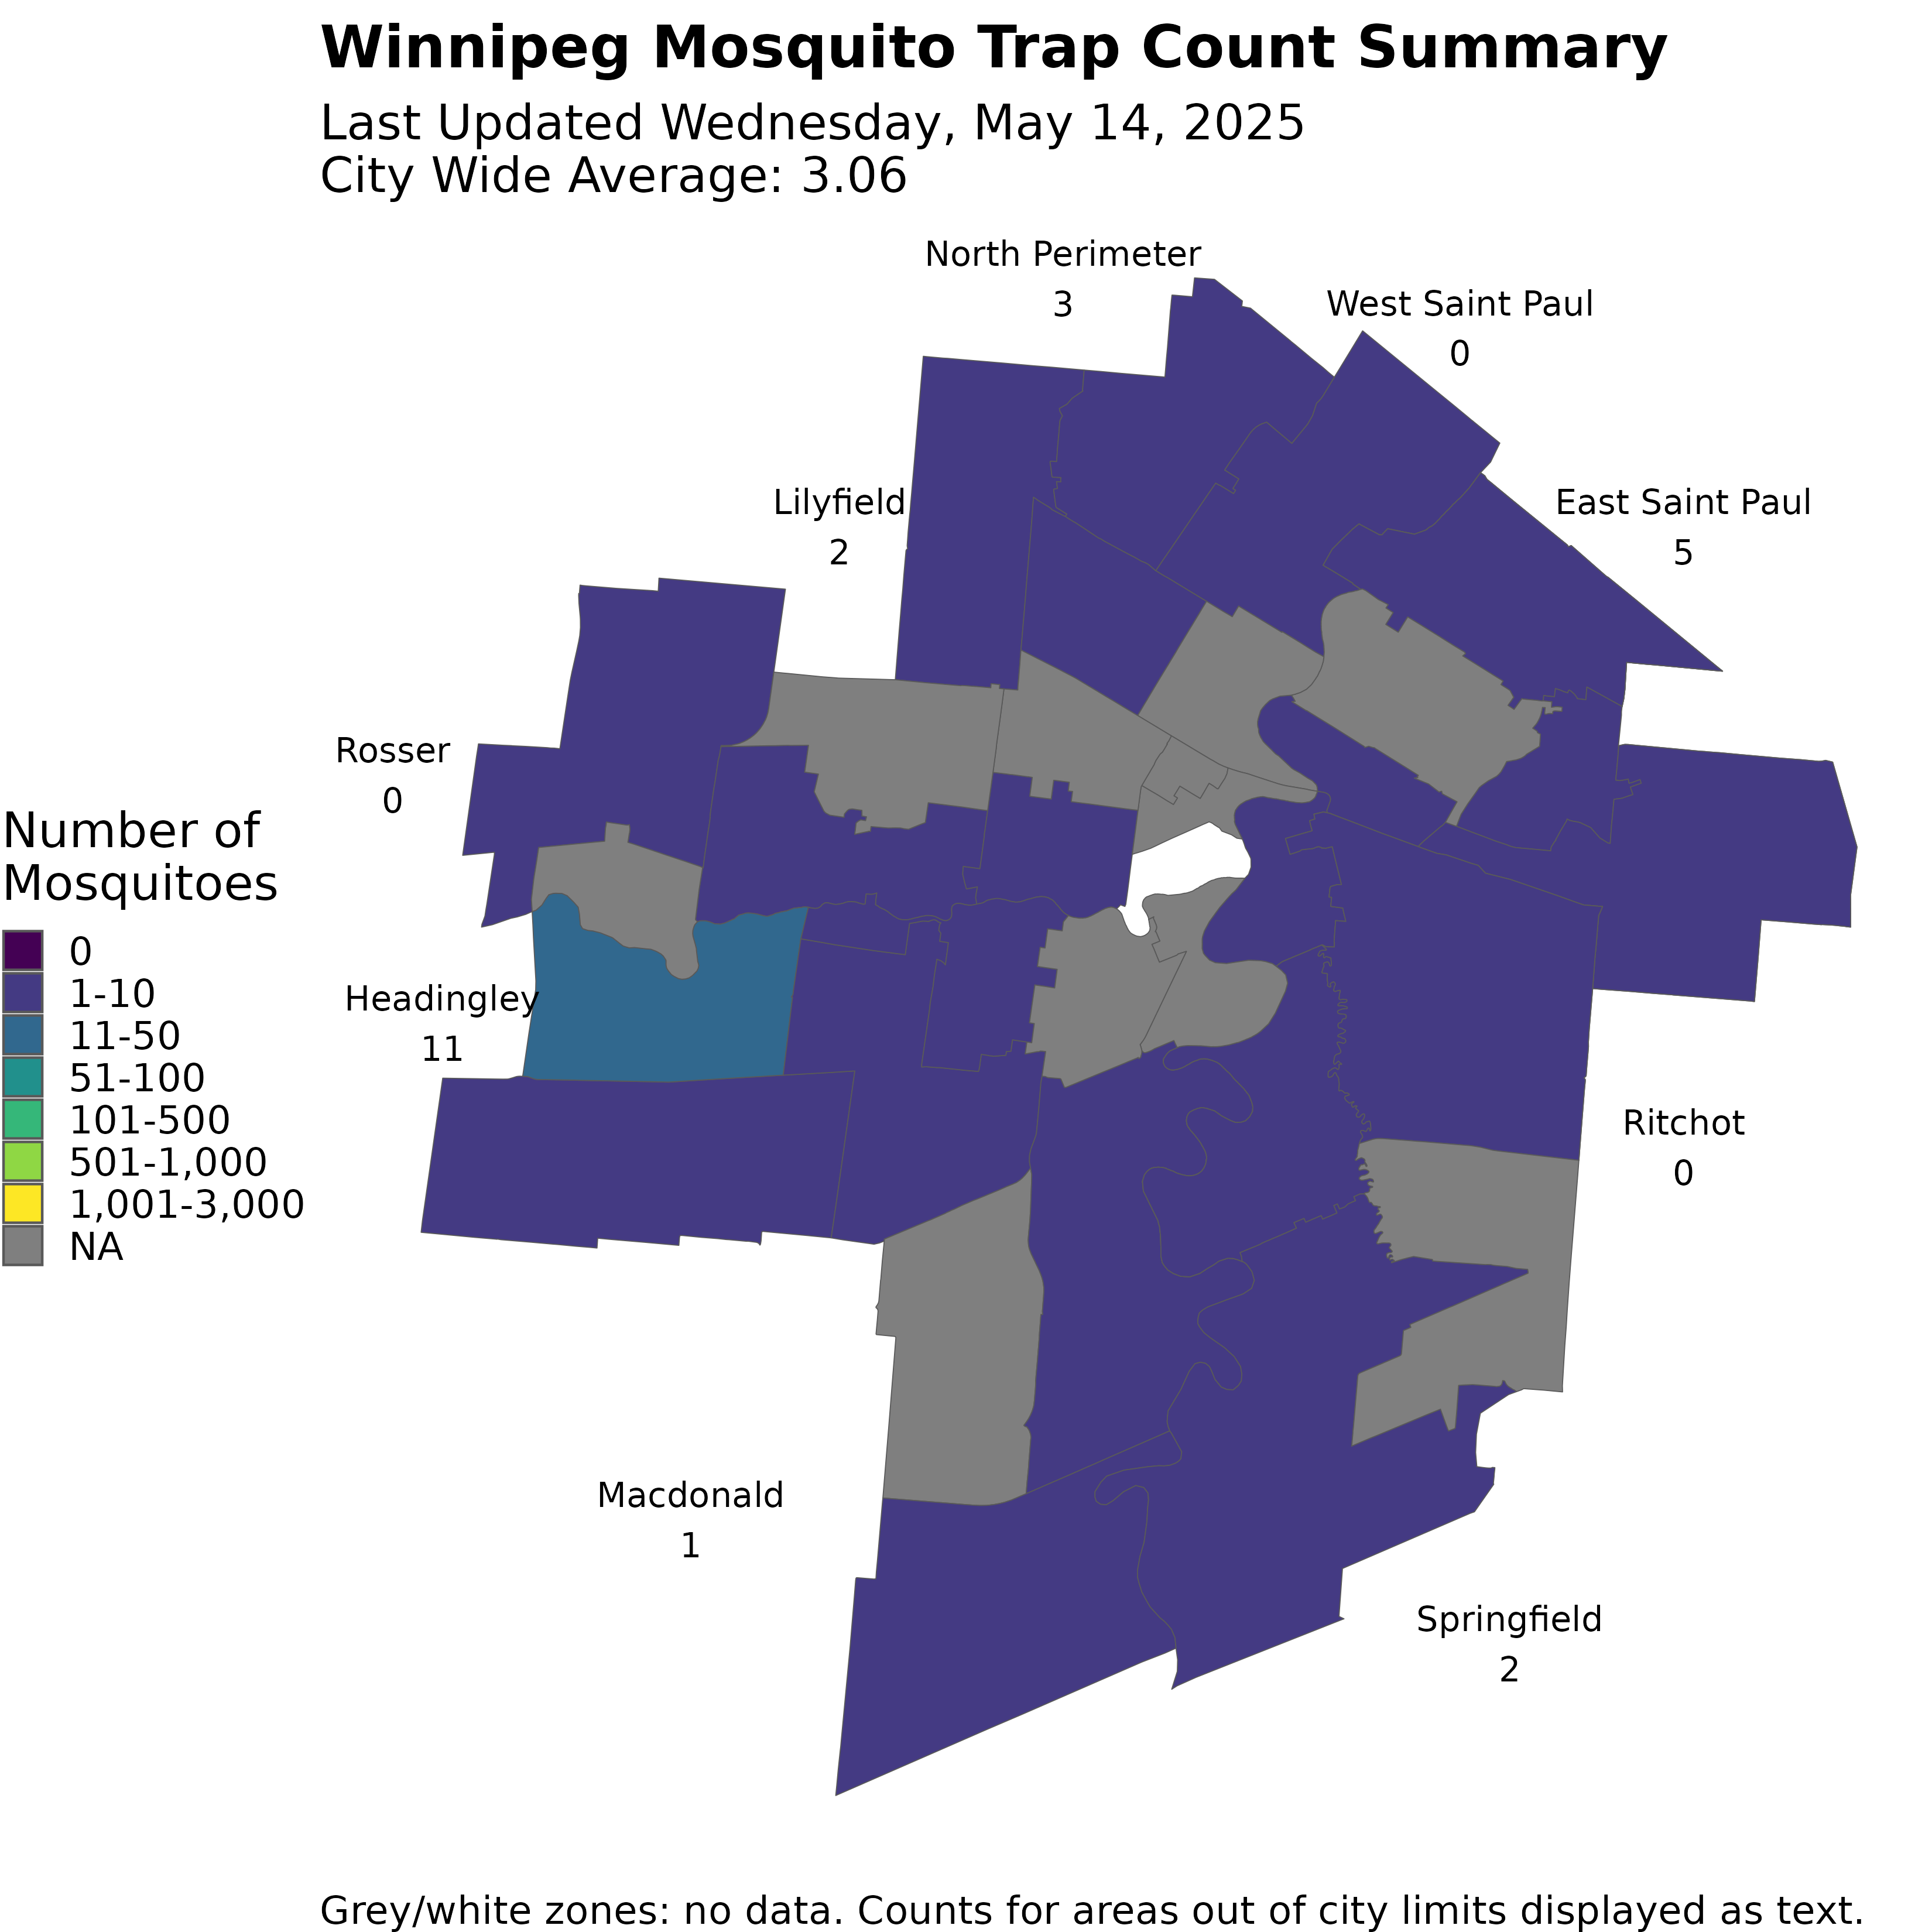 Winnipeg Mosquito Trap Count Summary
Last Updated Wednesday, May 14, 2025
City Wide Average: 3.06
North Perimeter
3
West Saint Paul
0
Lilyfield
2
East Saint Paul
5
Rosser
0
Number of
Mosquitoes
0
1-10
11-50
51-100
101-500
501-1,000
1,001-3,000
NA
Headingley
11
Ritchot
0
Macdonald
1
Springfield
2
Grey/white zones: no data. Counts for areas out of city limits displayed as text.